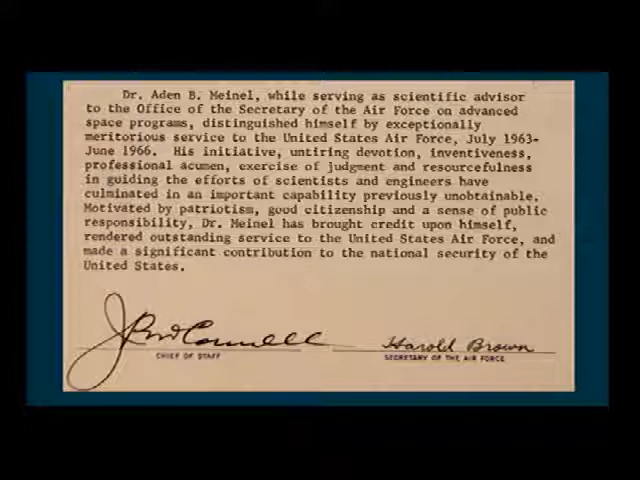 Dr. Aden B. Meinel, while serving as scientific advisor
to the Office of the Secretary of the Air Force on advanced
space programs, distinguished himself by exceptionally
meritorious service to the United States Air Force, July 1963-
June 1966. His initiative, untiring devotion, inventiveness,
professional acumen, exercise of judgment and resourcefulness
in guiding the efforts of scientists and engineers have
culminated in an important capability previously unobtainable.
Motivated by patriotism, good citizenship and a sense of public
responsibility, Dr. Meinel has brought credit upon himself,
rendered outstanding service to the United States Air Force, and
made a significant contribution to the national security of the
United States.
JP McConnell Harold Brown
CHIEF OF STAFF SECRETARY OF THE AIR FORCE